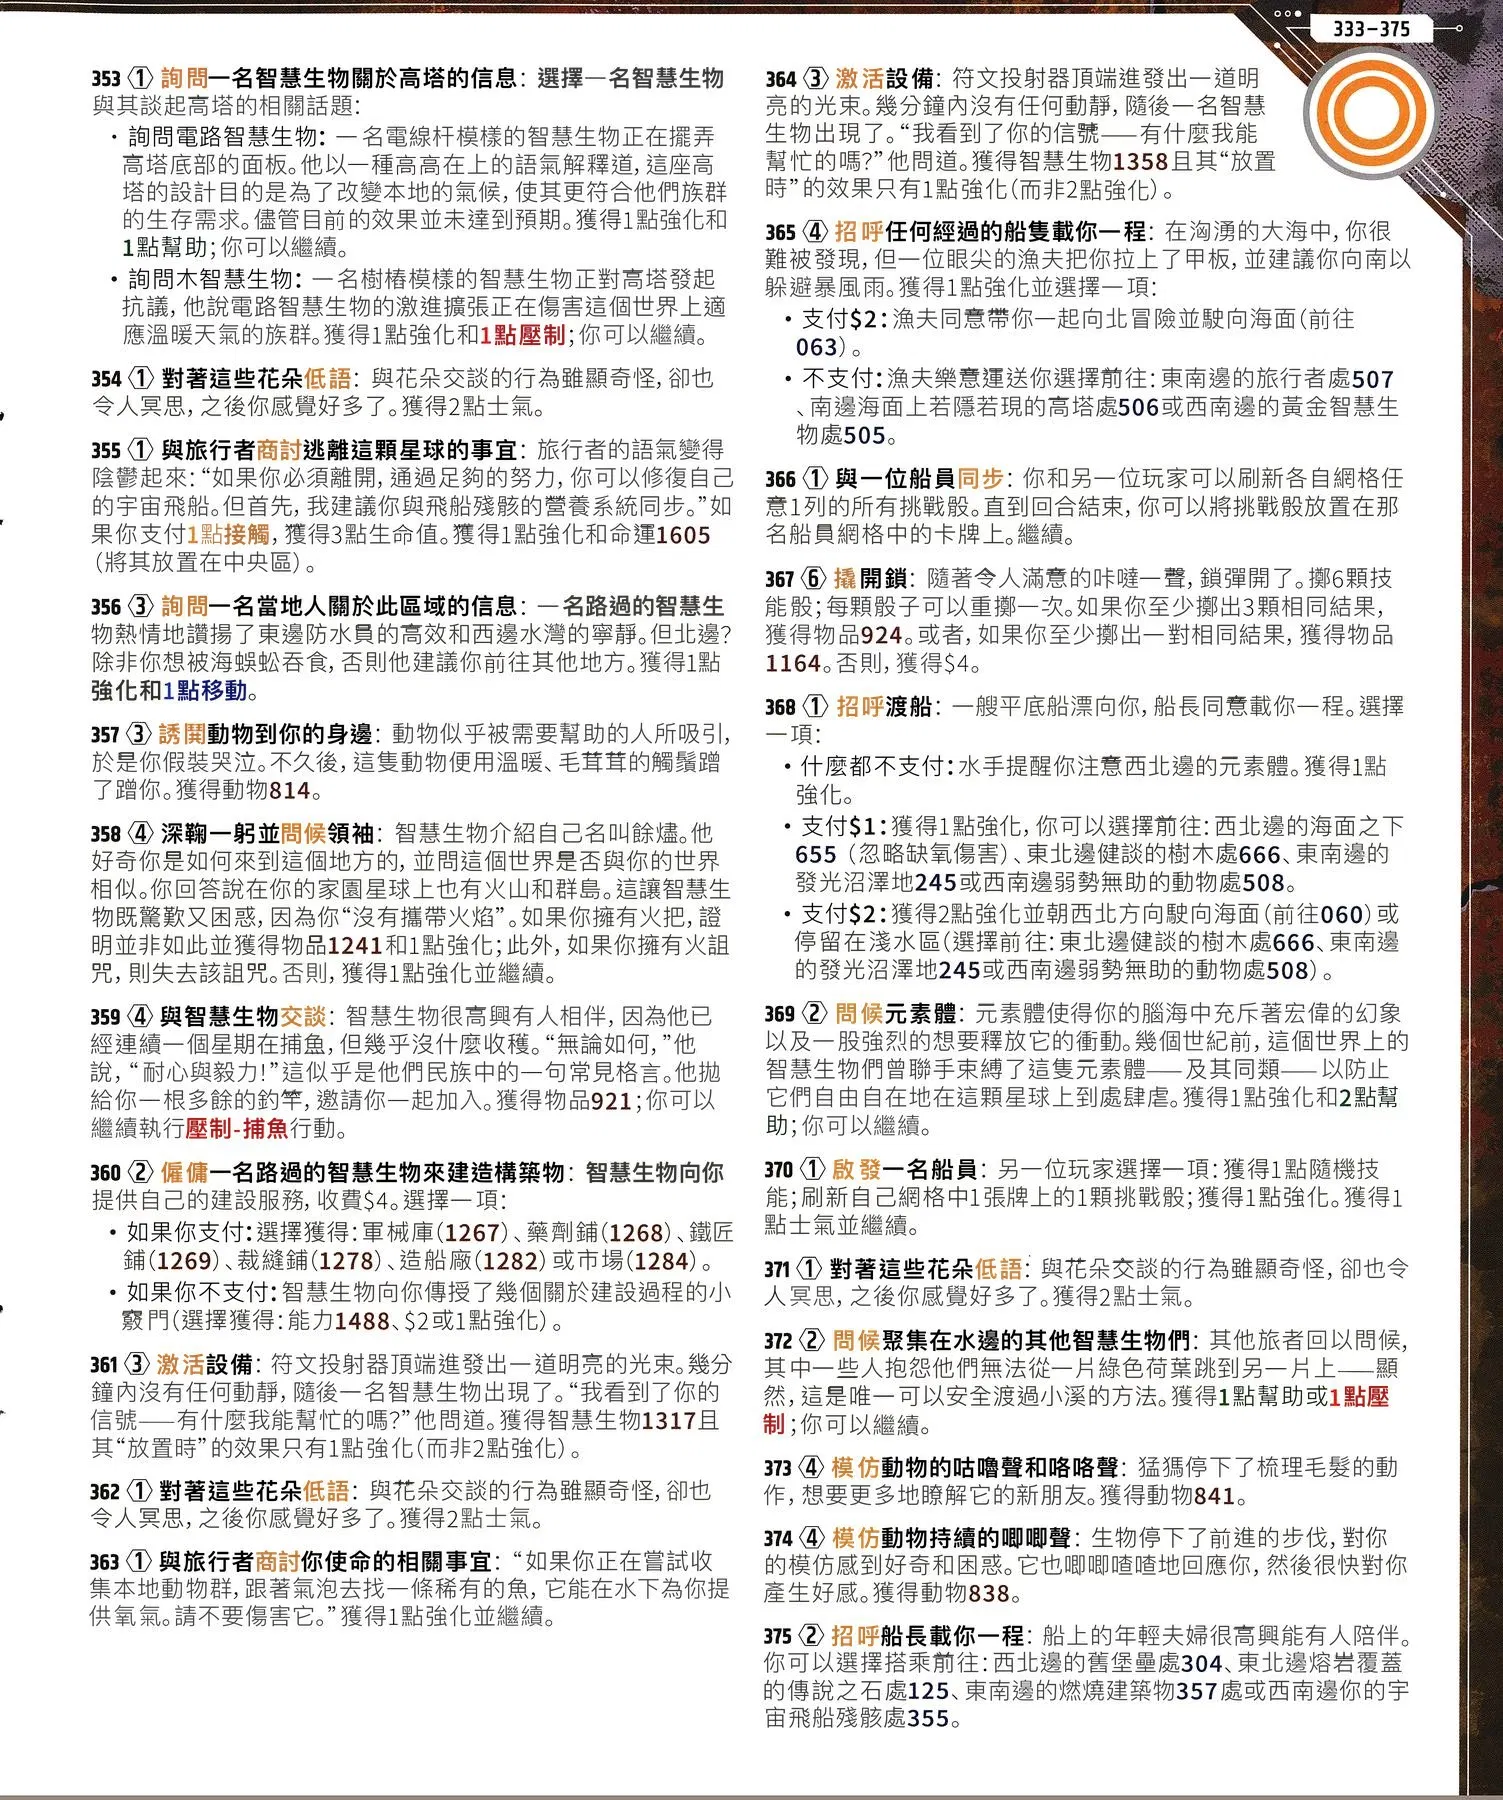 333–375
353 ① 詢問一名智慧生物關於高塔的信息：選擇一名智慧生物
與其談起高塔的相關話題：
・詢問電路智慧生物：一名電線杆模樣的智慧生物正在擺弄
高塔底部的面板。他以一種高高在上的語氣解釋道，這座高
塔的設計目的是為了改變本地的氣候，使其更符合他們族群
的生存需求。儘管目前的效果並未達到預期。獲得1點強化和
1點幫助；你可以繼續。
・詢問木智慧生物：一名樹樁模樣的智慧生物正對高塔發起
抗議，他說電路智慧生物的激進擴張正在傷害這個世界上適
應溫暖天氣的族群。獲得1點強化和1點壓制；你可以繼續。
354 ① 對著這些花朵低語：與花朵交談的行為雖顯奇怪，卻也
令人冥思，之後你感覺好多了。獲得2點士氣。
355 ① 與旅行者商討逃離這顆星球的事宜：旅行者的語氣變得
陰鬱起來：“如果你必須離開，通過足夠的努力，你可以修復自己
的宇宙飛船。但首先，我建議你與飛船殘骸的營養系統同步。”如
果你支付1點接觸，獲得3點生命值。獲得1點強化和命運1605
（將其放置在中央區）。
356 ③ 詢問一名當地人關於此區域的信息：一名路過的智慧生
物熱情地讚揚了東邊防水員的高效和西邊水灣的寧靜。但北邊？
除非你想被海蜈蚣吞食，否則他建議你前往其他地方。獲得1點
強化和1點移動。
357 ③ 誘鬨動物到你的身邊：動物似乎被需要幫助的人所吸引，
於是你假裝哭泣。不久後，這隻動物便用溫暖、毛茸茸的觸鬚蹭
了蹭你。獲得動物814。
358 ④ 深鞠一躬並問候領袖：智慧生物介紹自己名叫餘燼。他
好奇你是如何來到這個地方的，並問這個世界是否與你的世界
相似。你回答說在你的家園星球上也有火山和群島。這讓智慧生
物既驚歎又困惑，因為你“沒有攜帶火焰”。如果你擁有火把，證
明並非如此並獲得物品1241和1點強化；此外，如果你擁有火詛
咒，則失去該詛咒。否則，獲得1點強化並繼續。
359 ④ 與智慧生物交談：智慧生物很高興有人相伴，因為他已
經連續一個星期在捕魚，但幾乎沒什麼收穫。“無論如何，”他
說，“耐心與毅力！”這似乎是他們民族中的一句常見格言。他拋
給你一根多餘的釣竿，邀請你一起加入。獲得物品921；你可以
繼續執行壓制-捕魚行動。
360 ② 僱傭一名路過的智慧生物來建造構築物：智慧生物向你
提供自己的建設服務，收費$4。選擇一項：
・如果你支付：選擇獲得：軍械庫（1267）、藥劑鋪（1268）、鐵匠
鋪（1269）、裁縫鋪（1278）、造船廠（1282）或市場（1284）。
・如果你不支付：智慧生物向你傳授了幾個關於建設過程的小
竅門（選擇獲得：能力1488、$2或1點強化）。
361 ③ 激活設備：符文投射器頂端進發出一道明亮的光束。幾分
鐘內沒有任何動靜，隨後一名智慧生物出現了。“我看到了你的
信號——有什麼我能幫忙的嗎？”他問道。獲得智慧生物1317且
其“放置時”的效果只有1點強化（而非2點強化）。
362 ① 對著這些花朵低語：與花朵交談的行為雖顯奇怪，卻也
令人冥思，之後你感覺好多了。獲得2點士氣。
363 ① 與旅行者商討你使命的相關事宜：“如果你正在嘗試收
集本地動物群，跟著氣泡去找一條稀有的魚，它能在水下為你提
供氧氣。請不要傷害它。”獲得1點強化並繼續。
364 ③ 激活設備：符文投射器頂端進發出一道明
亮的光束。幾分鐘內沒有任何動靜，隨後一名智慧
生物出現了。“我看到了你的信號——有什麼我能
幫忙的嗎？”他問道。獲得智慧生物1358且其“放置
時”的效果只有1點強化（而非2點強化）。
365 ④ 招呼任何經過的船隻載你一程：在洶湧的大海中，你很
難被發現，但一位眼尖的漁夫把你拉上了甲板，並建議你向南以
躲避暴風雨。獲得1點強化並選擇一項：
・支付$2：漁夫同意帶你一起向北冒險並駛向海面（前往
063）。
・不支付：漁夫樂意運送你選擇前往：東南邊的旅行者處507
、南邊海面上若隱若現的高塔處506或西南邊的黃金智慧生
物處505。
366 ① 與一位船員同步：你和另一位玩家可以刷新各自網格任
意1列的所有挑戰骰。直到回合結束，你可以將挑戰骰放置在那
名船員網格中的卡牌上。繼續。
367 ⑥ 撬開鎖：隨著令人滿意的咔噠一聲，鎖彈開了。擲6顆技
能骰；每顆骰子可以重擲一次。如果你至少擲出3顆相同結果，
獲得物品924。或者，如果你至少擲出一對相同結果，獲得物品
1164。否則，獲得$4。
368 ① 招呼渡船：一艘平底船漂向你，船長同意載你一程。選擇
一項：
・什麼都不支付：水手提醒你注意西北邊的元素體。獲得1點
強化。
・支付$1：獲得1點強化，你可以選擇前往：西北邊的海面之下
655（忽略缺氧傷害）、東北邊健談的樹木處666、東南邊的
發光沼澤地245或西南邊弱勢無助的動物處508。
・支付$2：獲得2點強化並朝西北方向駛向海面（前往060）或
停留在淺水區（選擇前往：東北邊健談的樹木處666、東南邊
的發光沼澤地245或西南邊弱勢無助的動物處508）。
369 ② 問候元素體：元素體使得你的腦海中充斥著宏偉的幻象
以及一股強烈的想要釋放它的衝動。幾個世紀前，這個世界上的
智慧生物們曾聯手束縛了這隻元素體——及其同類——以防止
它們自由自在地在這顆星球上到處肆虐。獲得1點強化和2點幫
助；你可以繼續。
370 ① 啟發一名船員：另一位玩家選擇一項：獲得1點隨機技
能；刷新自己網格中1張牌上的1顆挑戰骰；獲得1點強化。獲得1
點士氣並繼續。
371 ① 對著這些花朵低語：與花朵交談的行為雖顯奇怪，卻也令
人冥思，之後你感覺好多了。獲得2點士氣。
372 ② 問候聚集在水邊的其他智慧生物們：其他旅者回以問候，
其中一些人抱怨他們無法從一片綠色荷葉跳到另一片上——顯
然，這是唯一可以安全渡過小溪的方法。獲得1點幫助或1點壓
制；你可以繼續。
373 ④ 模仿動物的咕嚕聲和咯咯聲：猛獁停下了梳理毛髮的動
作，想要更多地瞭解它的新朋友。獲得動物841。
374 ④ 模仿動物持續的唧唧聲：生物停下了前進的步伐，對你
的模仿感到好奇和困惑。它也唧唧喳喳地回應你，然後很快對你
產生好感。獲得動物838。
375 ② 招呼船長載你一程：船上的年輕夫婦很高興能有人陪伴。
你可以選擇搭乘前往：西北邊的舊堡壘處304、東北邊熔岩覆蓋
的傳說之石處125、東南邊的燃燒建築物357處或西南邊你的宇
宙飛船殘骸處355。